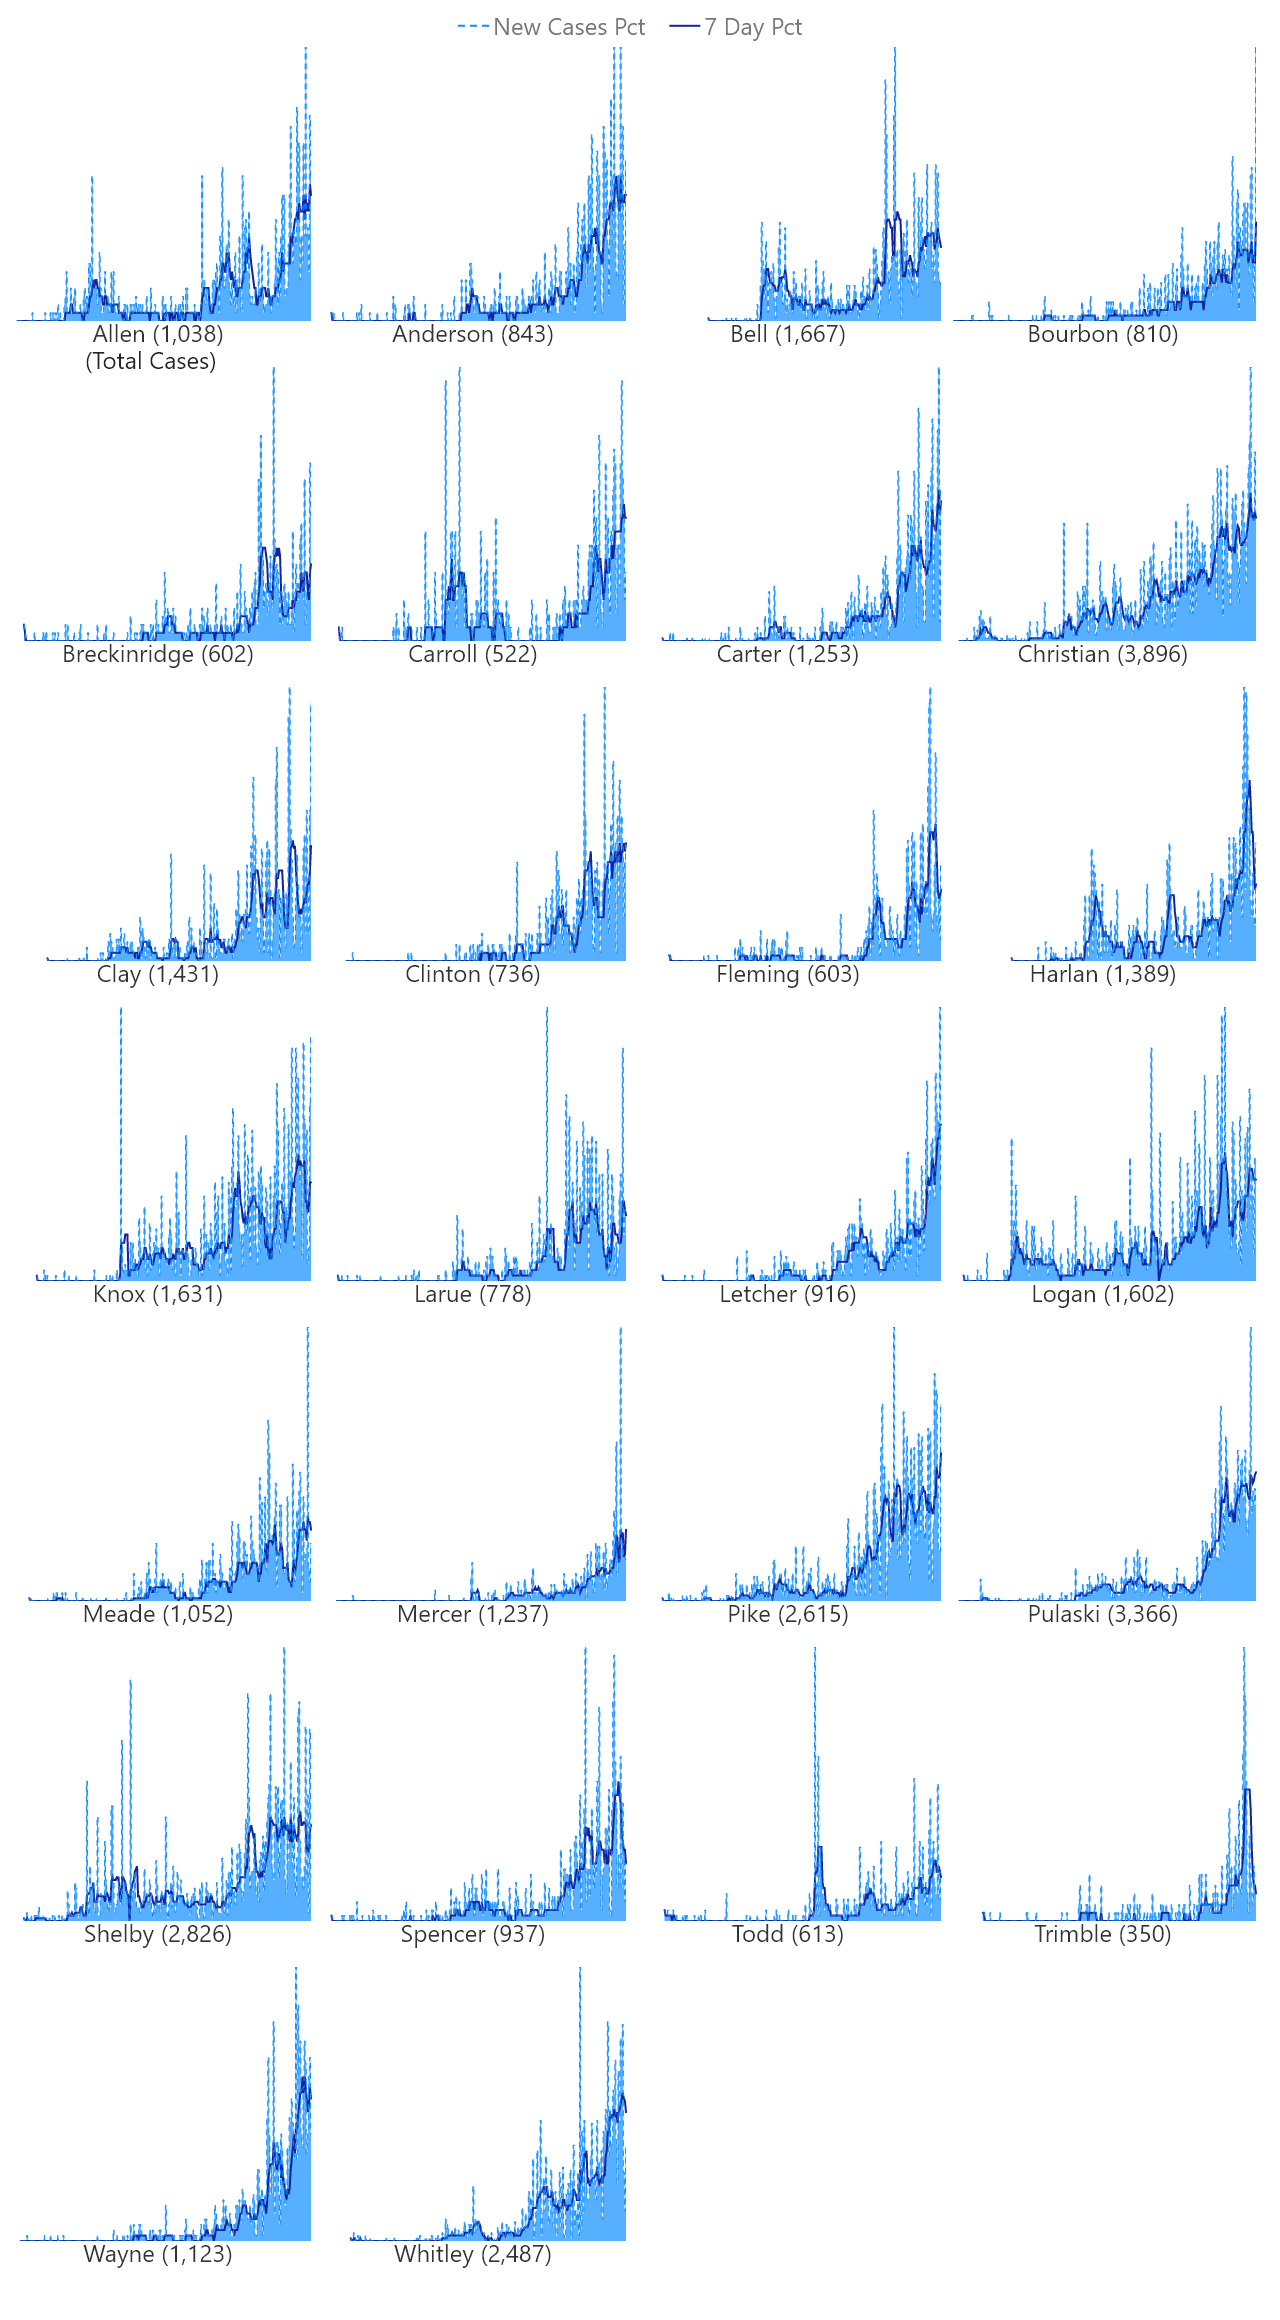 New Cases Pct 7 Day Pct
Allen (1,038) Anderson (843) Bell (1,667) Bourbon (810)
(Total Cases)
Breckinridge (602) Carroll (522) Carter (1,253) Christian (3,896)
Clay (1,431) Clinton (736) Fleming (603) Harlan (1,389)
Knox (1,631) Larue (778) Letcher (916) Logan (1,602)
Meade (1,052) Mercer (1,237) Pike (2,615) Pulaski (3,366)
Shelby (2,826) Spencer (937) Todd (613) Trimble (350)
Wayne (1,123) Whitley (2,487)